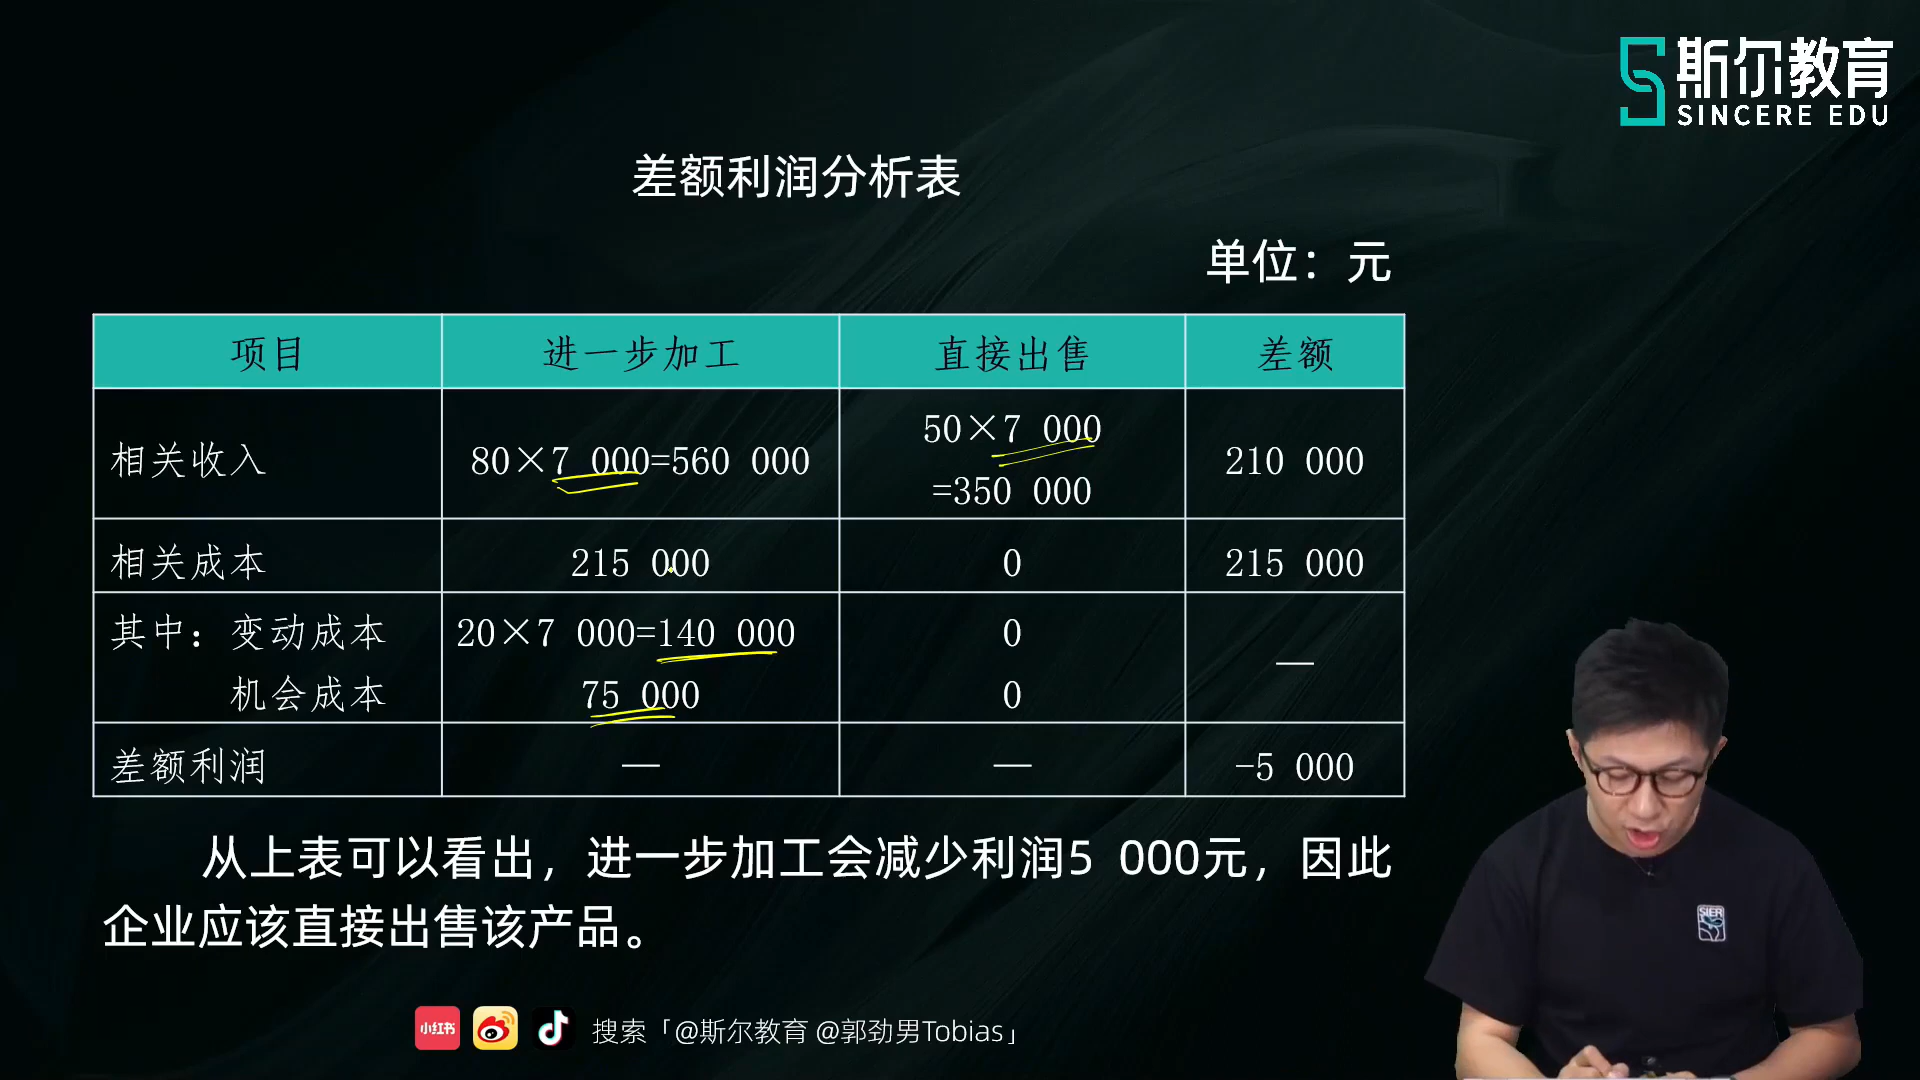 斯尔教育
SINCERE EDU
差额利润分析表
单位：元
项目 进一步加工 直接出售 差额
相关收入 80×7 000=560 000 50×7 000 =350 000 210 000
相关成本 215 000 0 215 000
其中：变动成本 20×7 000=140 000 0 —
机会成本 75 000 0
差额利润 — — -5 000
从上表可以看出，进一步加工会减少利润5 000元，因此
企业应该直接出售该产品。
SIER
小红书 搜索「@斯尔教育 @郭劲男Tobias」